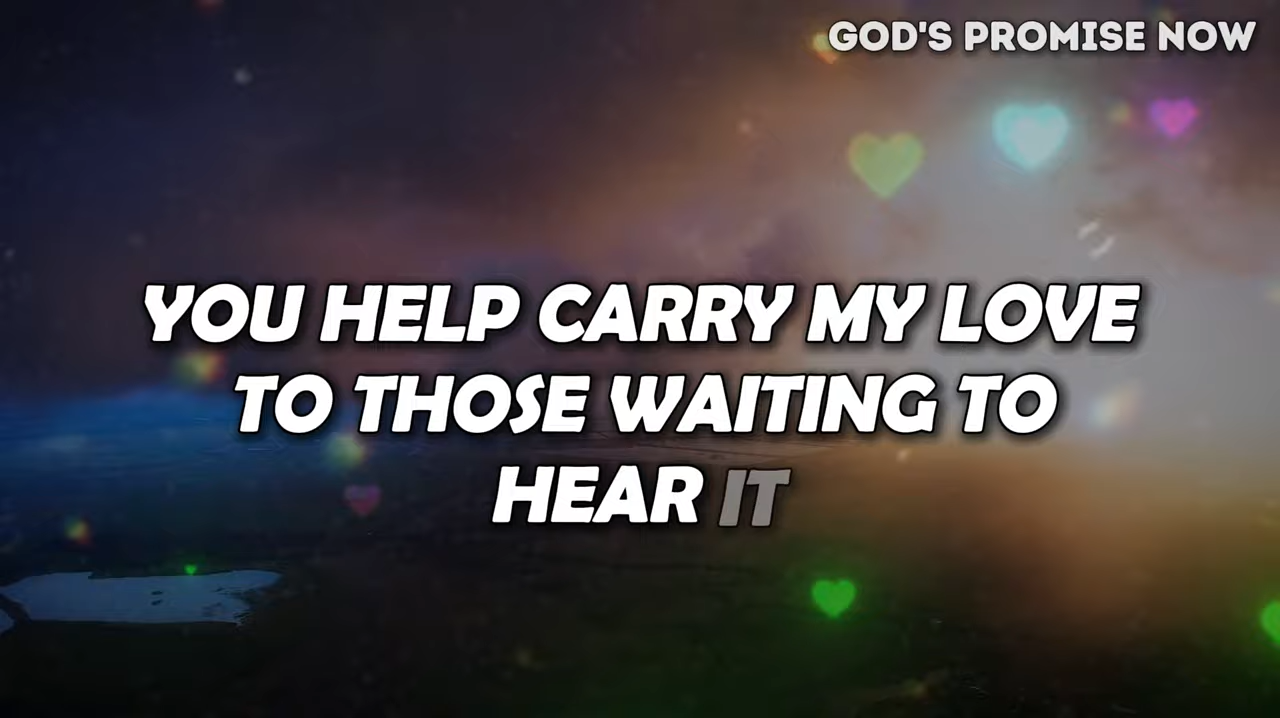 GOD'S PROMISE NOW
YOU HELP CARRY MY LOVE
TO THOSE WAITING TO
HEAR IT